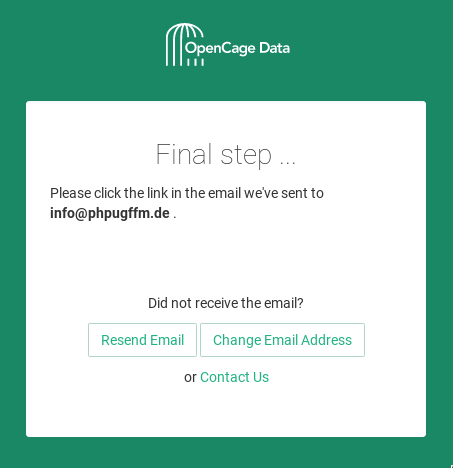 OpenCage Data
Final step ...
Please click the link in the email we've sent to
info@phpugffm.de .
Did not receive the email?
Resend Email Change Email Address
or Contact Us